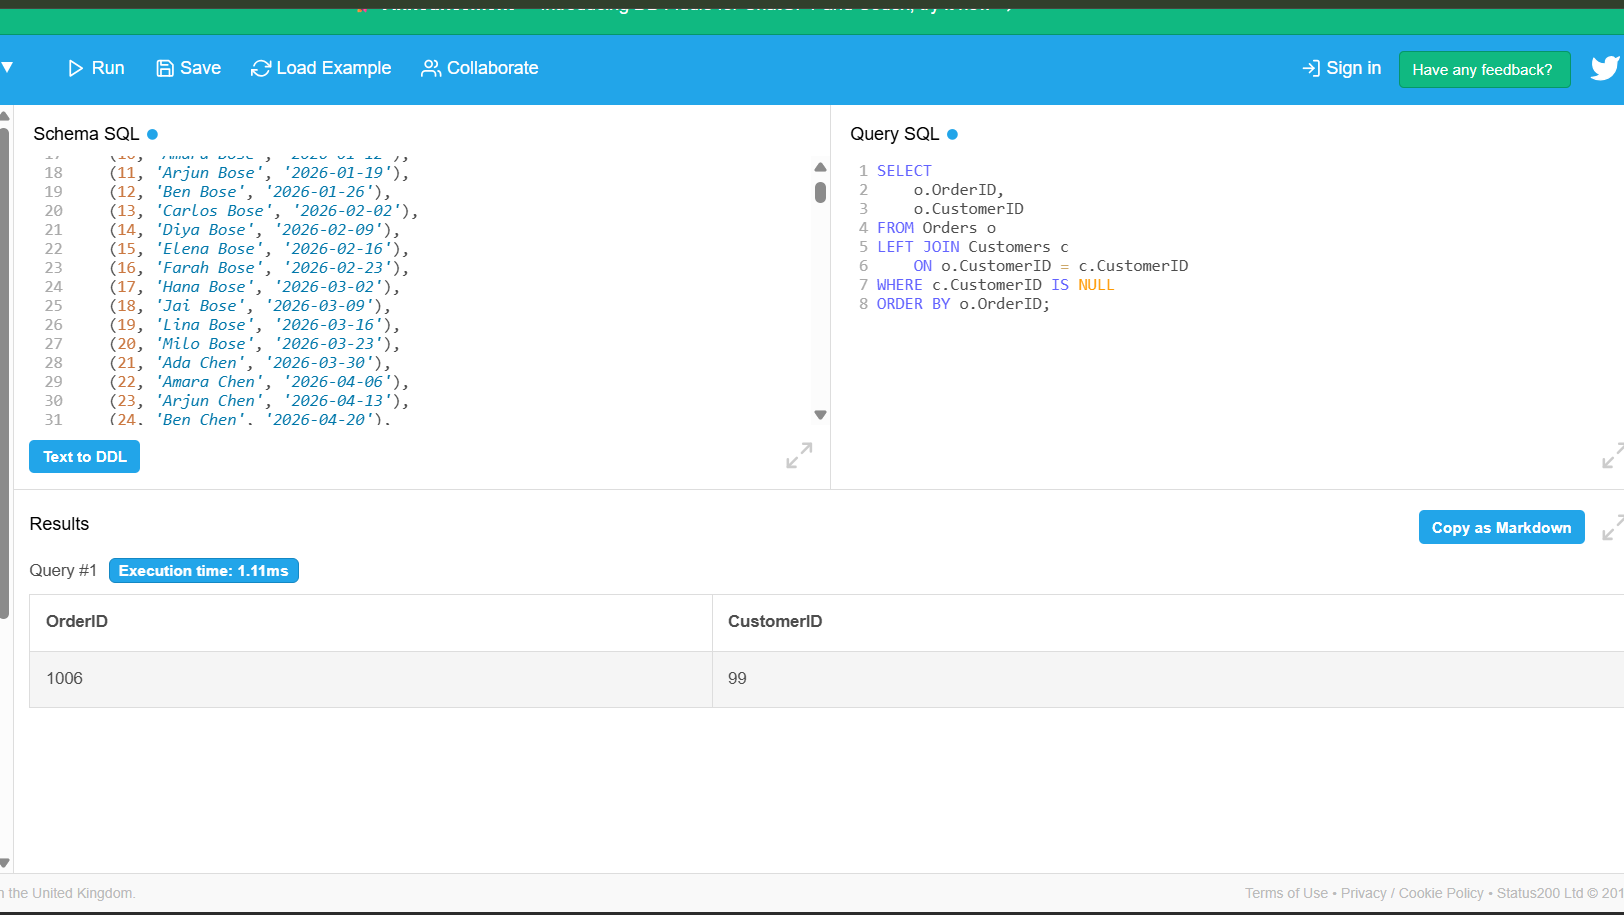 Run Save Load Example Collaborate Sign in Have any feedback?
Schema SQL
18 (11, 'Arjun Bose', '2026-01-19'),
19 (12, 'Ben Bose', '2026-01-26'),
20 (13, 'Carlos Bose', '2026-02-02'),
21 (14, 'Diya Bose', '2026-02-09'),
22 (15, 'Elena Bose', '2026-02-16'),
23 (16, 'Farah Bose', '2026-02-23'),
24 (17, 'Hana Bose', '2026-03-02'),
25 (18, 'Jai Bose', '2026-03-09'),
26 (19, 'Lina Bose', '2026-03-16'),
27 (20, 'Milo Bose', '2026-03-23'),
28 (21, 'Ada Chen', '2026-03-30'),
29 (22, 'Amara Chen', '2026-04-06'),
30 (23, 'Arjun Chen', '2026-04-13'),
31 (24, 'Ben Chen', '2026-04-20'),
Text to DDL
Query SQL
1 SELECT
2 o.OrderID,
3 o.CustomerID
4 FROM Orders o
5 LEFT JOIN Customers c
6 ON o.CustomerID = c.CustomerID
7 WHERE c.CustomerID IS NULL
8 ORDER BY o.OrderID;
Results
Copy as Markdown
Query #1 Execution time: 1.11ms
OrderID CustomerID
1006 99
the United Kingdom. Terms of Use • Privacy / Cookie Policy • Status200 Ltd ©